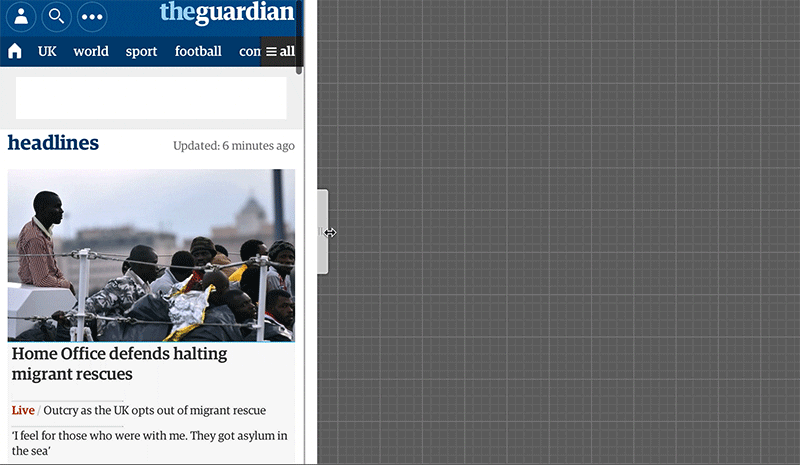 theguardian
UK world sport football all
headlines
Updated: 6 minutes ago
Home Office defends halting
migrant rescues
Live / Outcry as the UK opts out of migrant rescue
‘I feel for those who were with me. They got asylum in
the sea’